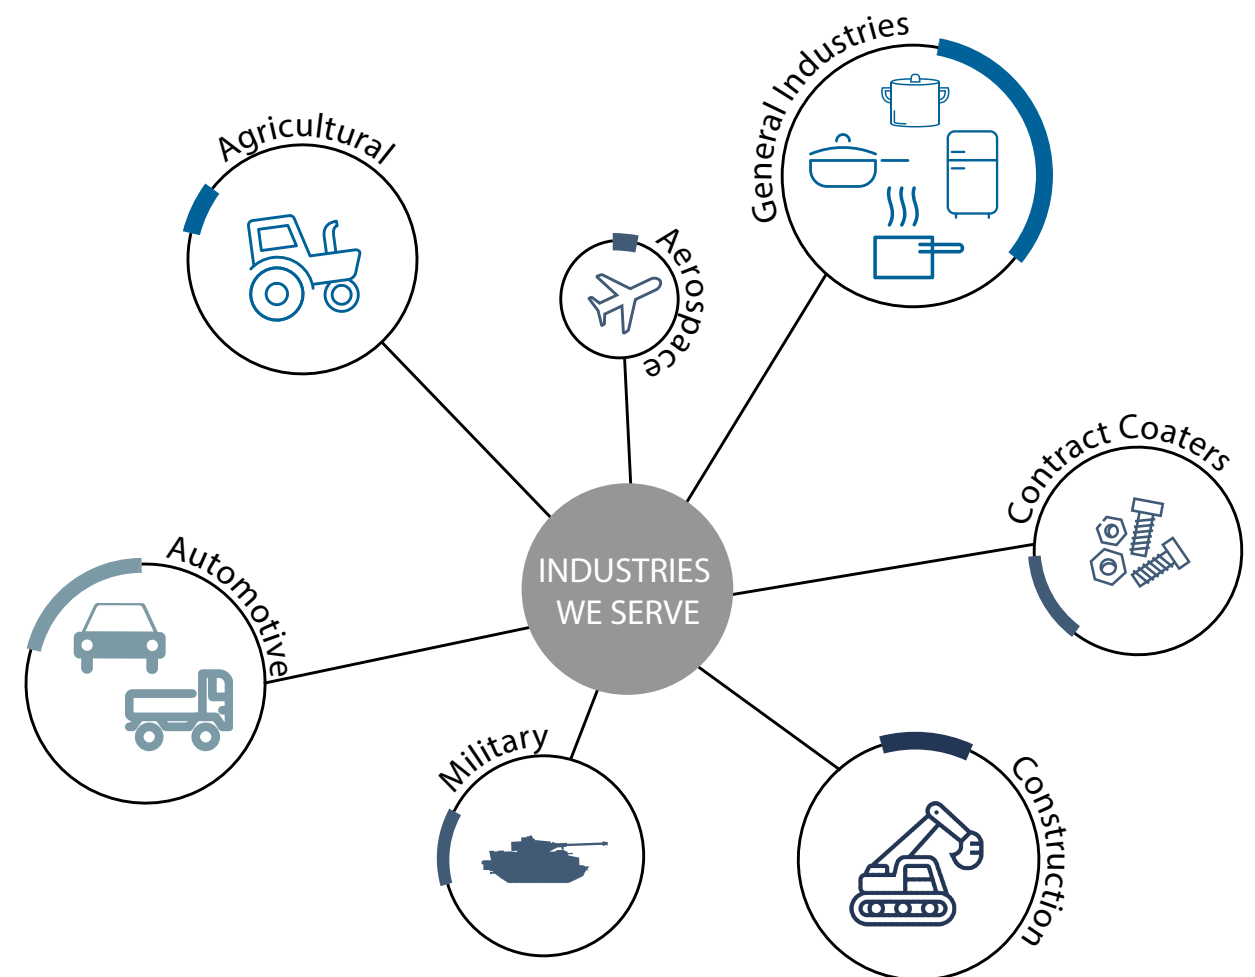 General Industries
Agricultural
Aerospace
Contract Coaters
INDUSTRIES
WE SERVE
Automotive
Military
Construction